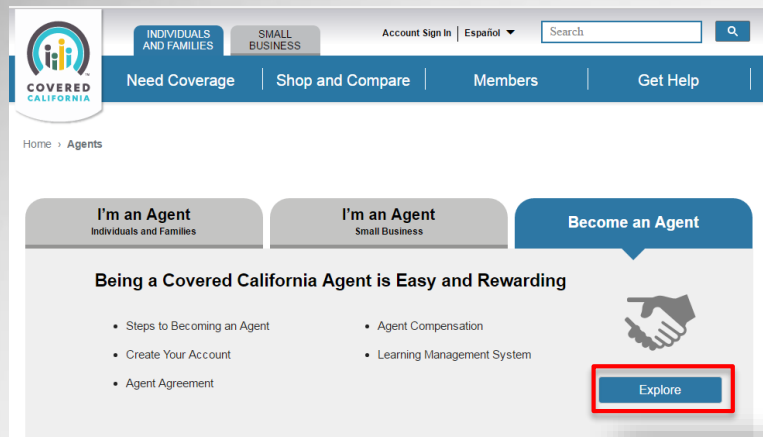 INDIVIDUALS
AND FAMILIES
SMALL
BUSINESS
Account Sign In
Español
Search
COVERED
CALIFORNIA
Need Coverage
Shop and Compare
Members
Get Help
Home › Agents
I'm an Agent
Individuals and Families
I'm an Agent
Small Business
Become an Agent
Being a Covered California Agent is Easy and Rewarding
• Steps to Becoming an Agent
• Agent Compensation
• Create Your Account
• Learning Management System
• Agent Agreement
Explore